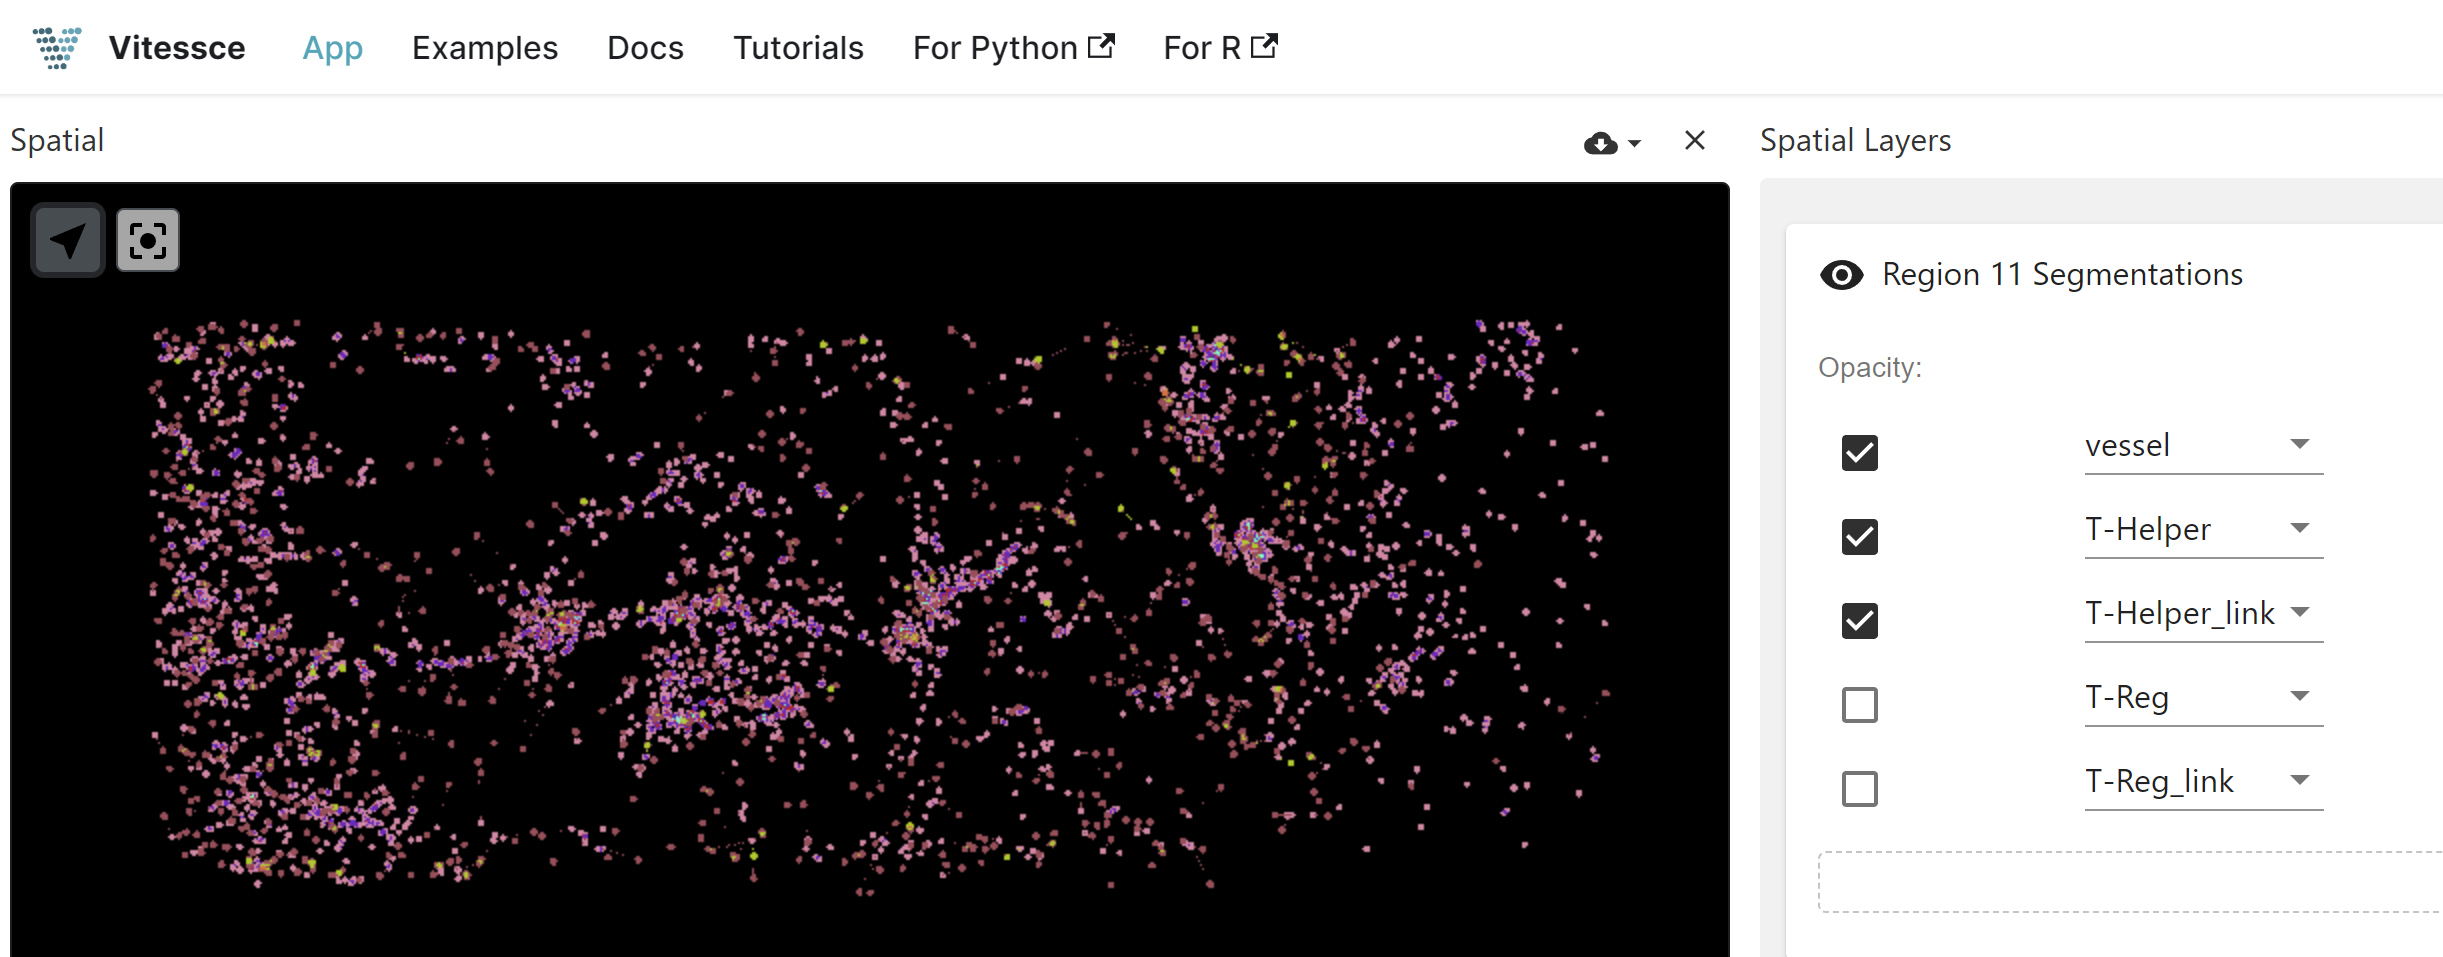 Vitessce App Examples Docs Tutorials For Python For R
Spatial
Spatial Layers
Region 11 Segmentations
Opacity:
vessel
T-Helper
T-Helper_link
T-Reg
T-Reg_link